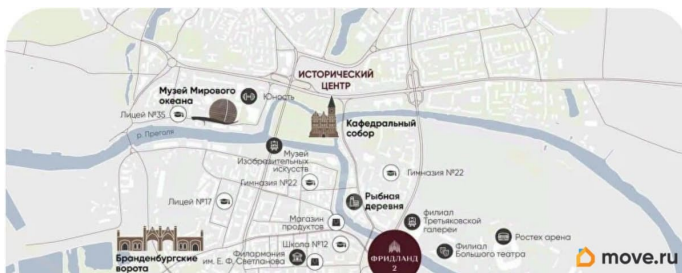 ИСТОРИЧЕСКИЙ
ЦЕНТР
Музей Мирового
океана
Юность
Лицей №35
р. Преголя
Кафедральный
собор
Музей
Изобразительных
искусств
Гимназия №22
Гимназия №22
Лицей №17
Рыбная
деревня
Магазин
продуктов
филиал
Третьяковской
галереи
Ростех арена
Школа №12
Филиал
Большого театра
Бранденбургские
ворота
Филармония
им. Е. Ф. Светланова
ФРИДЛАНД
2
move.ru